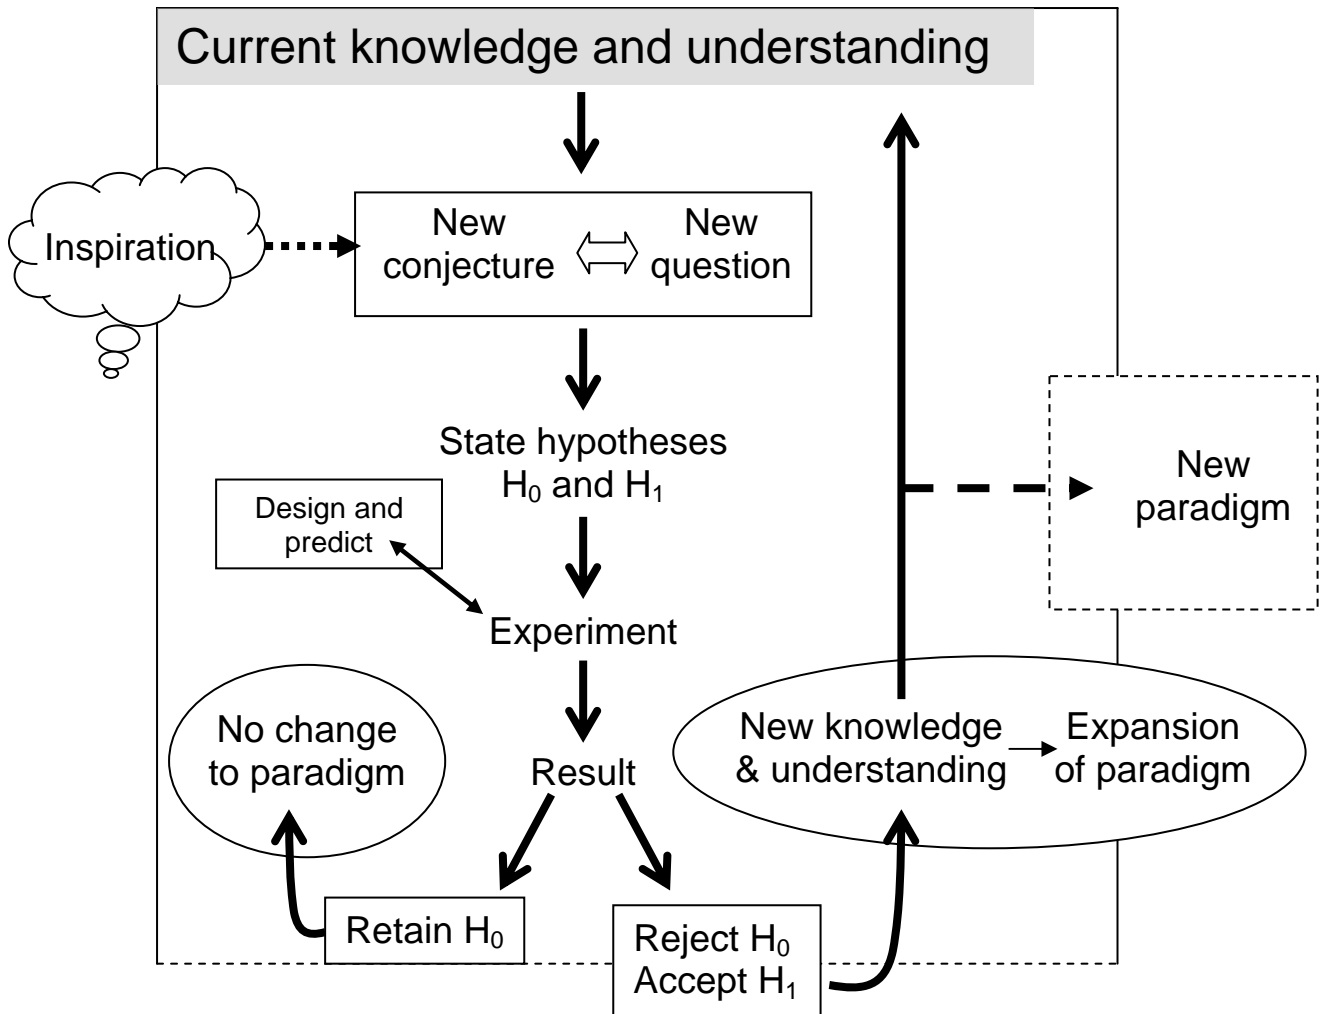 Current knowledge and understanding
Inspiration
New
conjecture
New
question
State hypotheses
H₀ and H₁
Design and
predict
Experiment
New
paradigm
No change
to paradigm
Result
New knowledge
& understanding
Expansion
of paradigm
Retain H₀
Reject H₀
Accept H₁